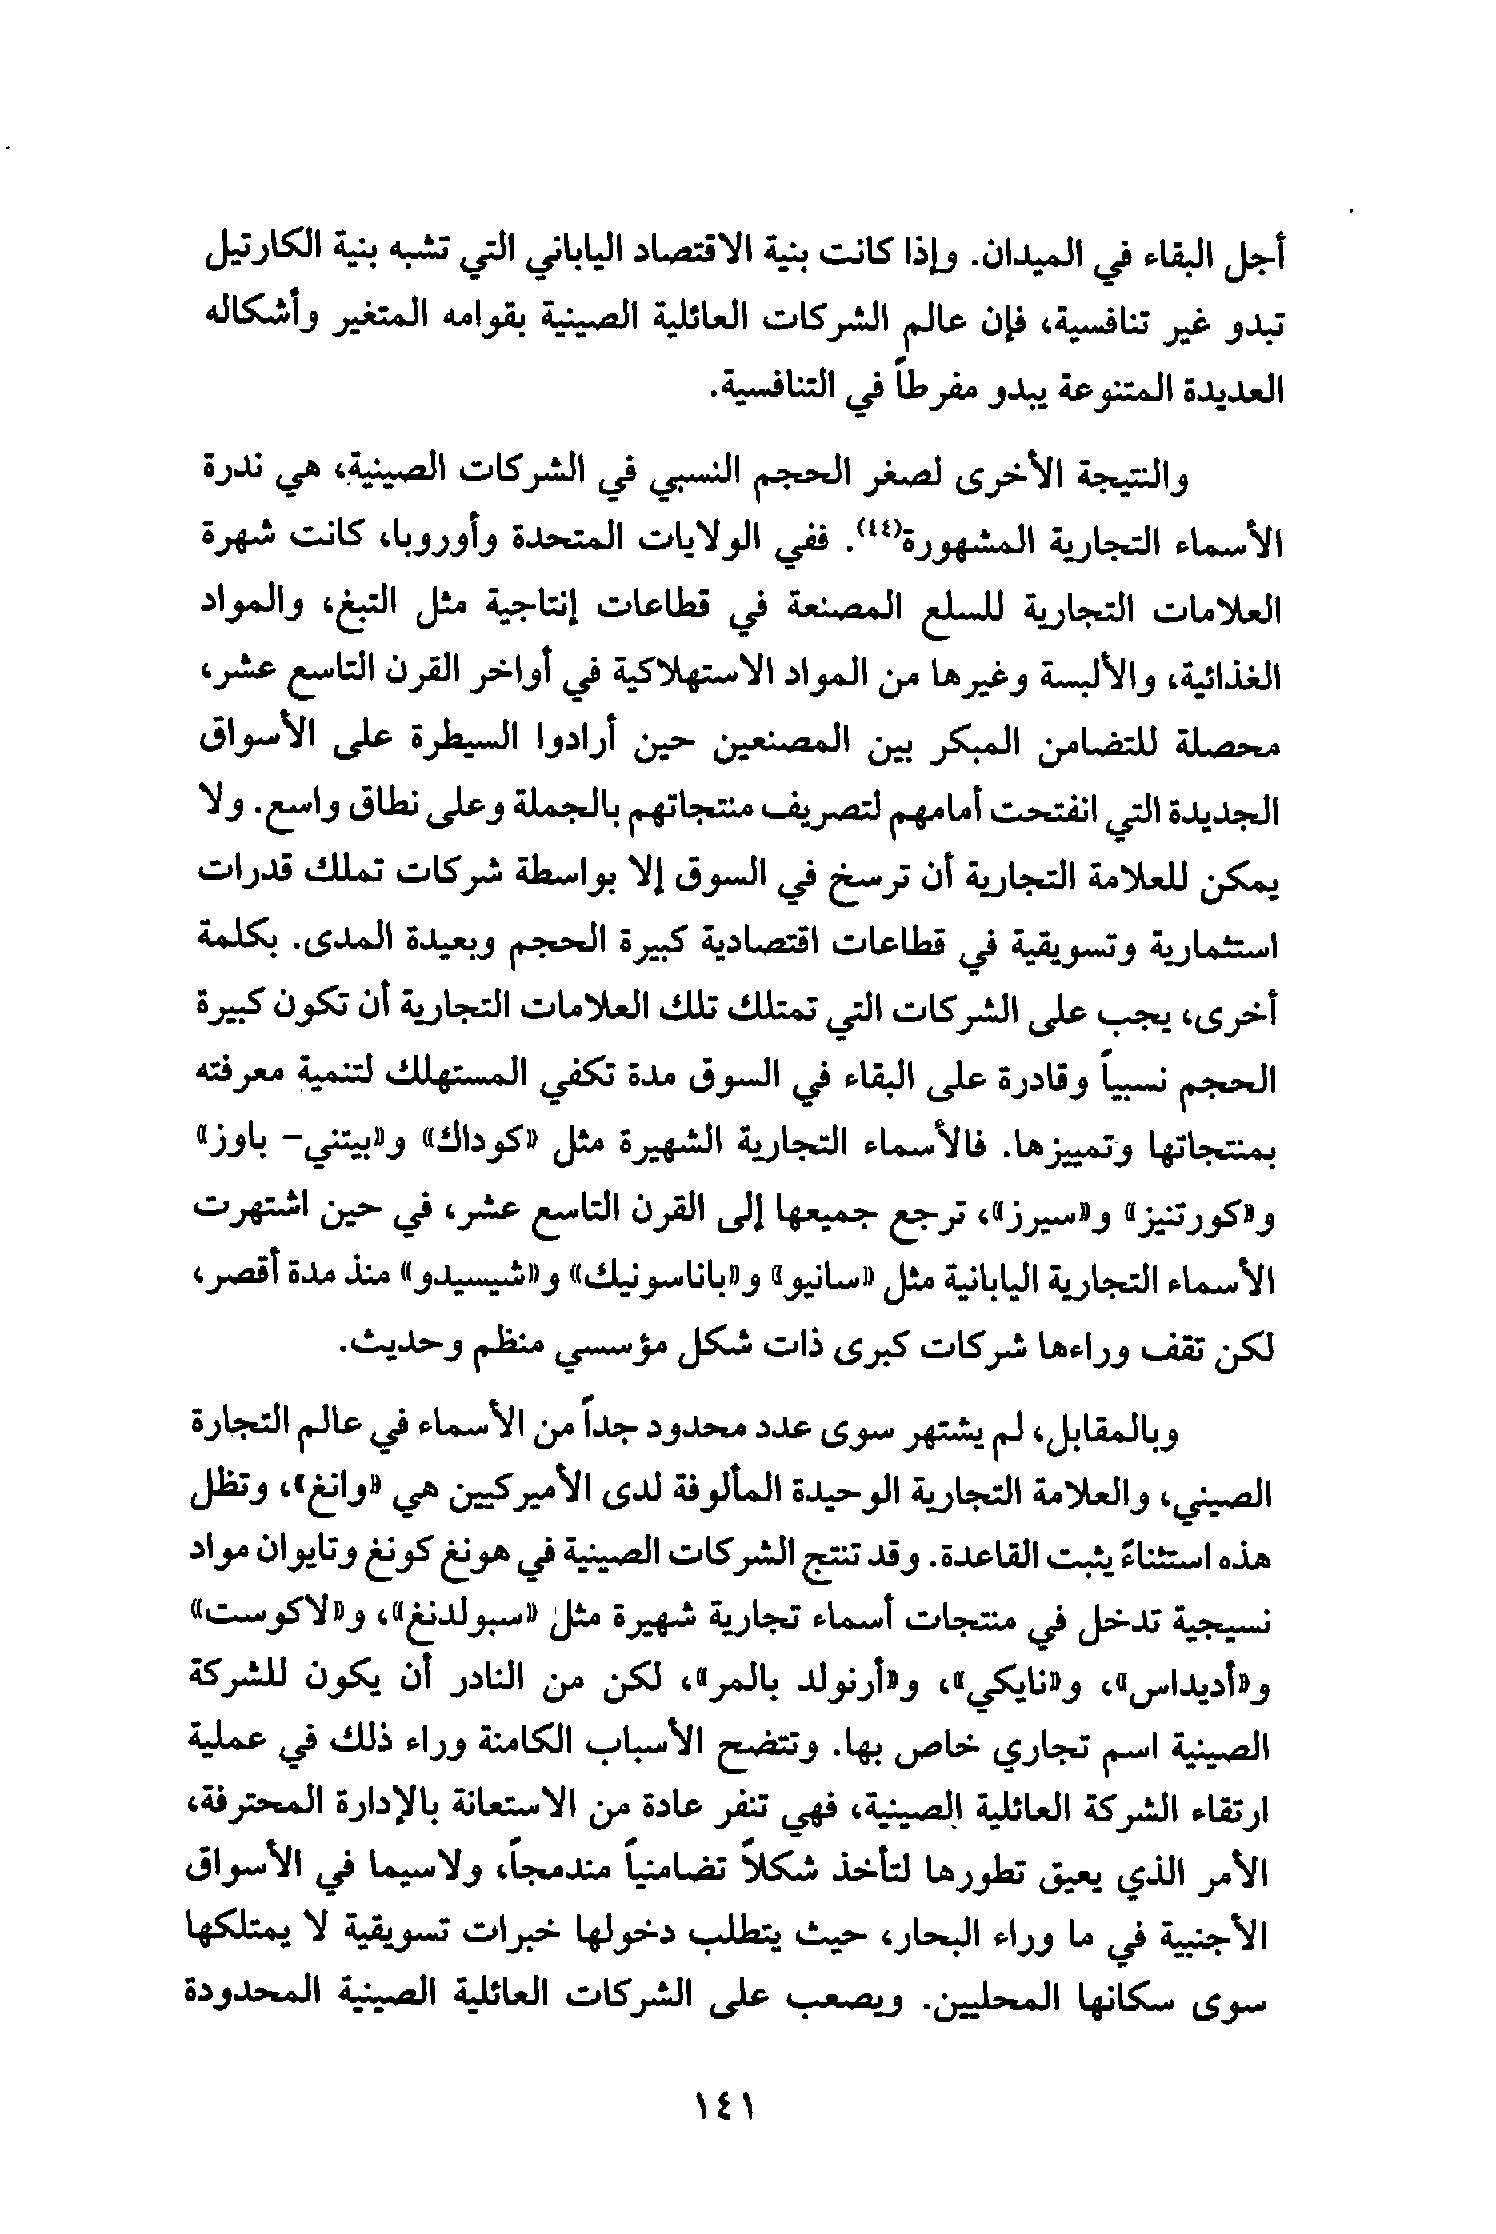 أجل البقاء في الميدان. وإذا كانت بنية الاقتصاد الياباني التي تشبه بنية الكارتيل
تبدو غير تنافسية، فإن عالم الشركات العائلية الصينية بقوامه المتغير وأشكاله
العديدة المتنوعة يبدو مفرطاً في التنافسية.
والنتيجة الأخرى لصغر الحجم النسبي في الشركات الصينية، هي ندرة
الأسماء التجارية المشهورة(٤٤). ففي الولايات المتحدة وأوروبا، كانت شهرة
العلامات التجارية للسلع المصنعة في قطاعات إنتاجية مثل التبغ، والمواد
الغذائية، والألبسة وغيرها من المواد الاستهلاكية في أواخر القرن التاسع عشر،
محصلة للتضامن المبكر بين المصنعين حين أرادوا السيطرة على الأسواق
الجديدة التي انفتحت أمامهم لتصريف منتجاتهم بالجملة وعلى نطاق واسع. ولا
يمكن للعلامة التجارية أن ترسخ في السوق إلا بواسطة شركات تملك قدرات
استثمارية وتسويقية في قطاعات اقتصادية كبيرة الحجم وبعيدة المدى. بكلمة
أخرى، يجب على الشركات التي تمتلك تلك العلامات التجارية أن تكون كبيرة
الحجم نسبياً وقادرة على البقاء في السوق مدة تكفي المستهلك لتنمية معرفته
بمنتجاتها وتمييزها. فالأسماء التجارية الشهيرة مثل «كوداك» و«بيتني- باوز»
و«كورتنيز» و«سيرز»، ترجع جميعها إلى القرن التاسع عشر، في حين اشتهرت
الأسماء التجارية اليابانية مثل «سانيو» و«باناسونيك» و«شيسيدو» منذ مدة أقصر،
لكن تقف وراءها شركات كبرى ذات شكل مؤسسي منظم وحديث.
وبالمقابل، لم يشتهر سوى عدد محدود جداً من الأسماء في عالم التجارة
الصيني، والعلامة التجارية الوحيدة المألوفة لدى الأميركيين هي «وانغ»، وتظل
هذه استثناءً يثبت القاعدة. وقد تنتج الشركات الصينية في هونغ كونغ وتايوان مواد
نسيجية تدخل في منتجات أسماء تجارية شهيرة مثل «سبولدنغ»، و«لاكوست»
و«أديداس»، و«نايكي»، و«أرنولد بالمر»، لكن من النادر أن يكون للشركة
الصينية اسم تجاري خاص بها. وتتضح الأسباب الكامنة وراء ذلك في عملية
ارتقاء الشركة العائلية الصينية، فهي تنفر عادة من الاستعانة بالإدارة المحترفة،
الأمر الذي يعيق تطورها لتأخذ شكلاً تضامنياً مندمجاً، ولاسيما في الأسواق
الأجنبية في ما وراء البحار، حيث يتطلب دخولها خبرات تسويقية لا يمتلكها
سوى سكانها المحليين. ويصعب على الشركات العائلية الصينية المحدودة
١٤١